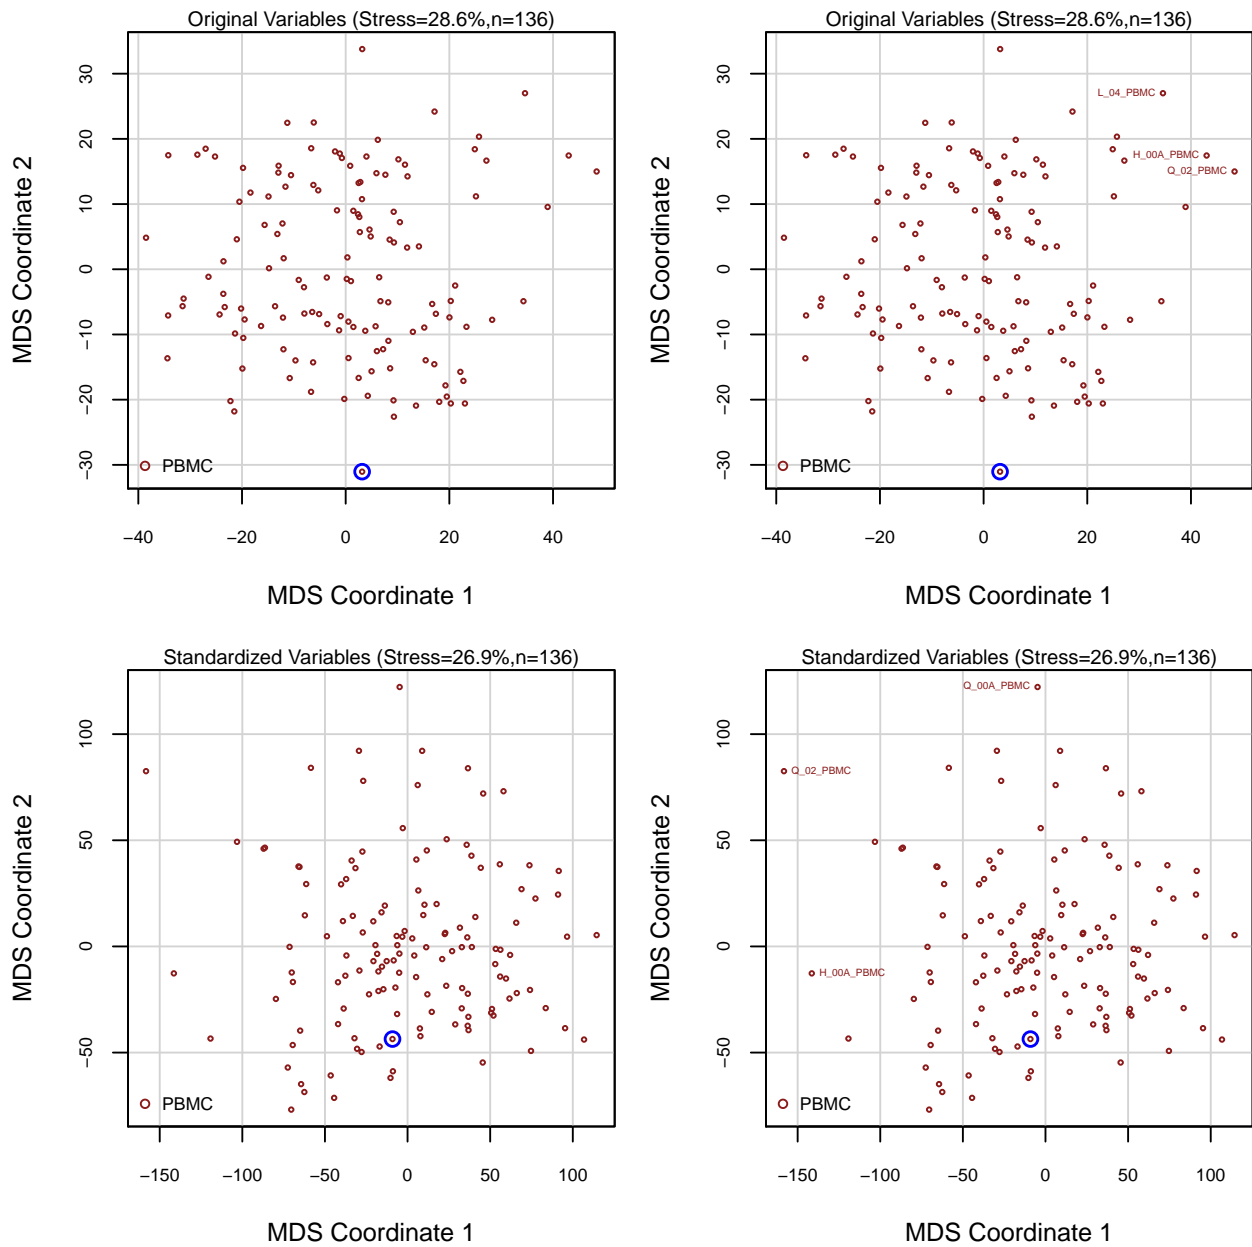 Original Variables (Stress=28.6%,n=136)
MDS Coordinate 2
30
20
10
0
−10
−20
−30
PBMC
−40
−20
0
20
40
MDS Coordinate 1
Original Variables (Stress=28.6%,n=136)
MDS Coordinate 2
30
20
10
0
−10
−20
−30
L_04_PBMC
H_00A_PBMC
Q_02_PBMC
PBMC
−40
−20
0
20
40
MDS Coordinate 1
Standardized Variables (Stress=26.9%,n=136)
MDS Coordinate 2
100
50
0
−50
PBMC
−150
−100
−50
0
50
100
MDS Coordinate 1
Standardized Variables (Stress=26.9%,n=136)
MDS Coordinate 2
100
50
0
−50
Q_00A_PBMC
Q_02_PBMC
H_00A_PBMC
PBMC
−150
−100
−50
0
50
100
MDS Coordinate 1